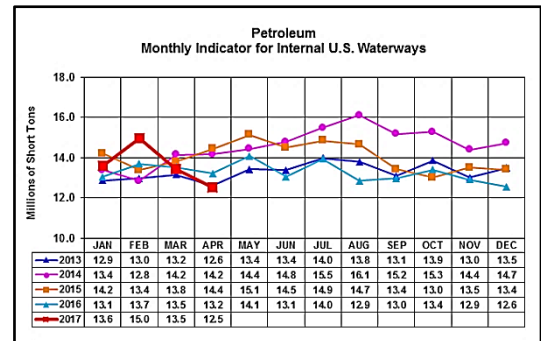 Petroleum
Monthly Indicator for Internal U.S. Waterways
Millions of Short Tons
18.0
16.0
14.0
12.0
10.0
JAN FEB MAR APR MAY JUN JUL AUG SEP OCT NOV DEC
2013 12.9 13.0 13.2 12.6 13.4 13.4 14.0 13.8 13.1 13.9 13.0 13.5
2014 13.4 12.8 14.2 14.2 14.4 14.8 15.5 16.1 15.2 15.3 14.4 14.7
2015 14.2 13.4 13.8 14.4 15.1 14.5 14.9 14.7 13.4 13.0 13.5 13.4
2016 13.1 13.7 13.5 13.2 14.1 13.1 14.0 12.9 13.0 13.4 12.9 12.6
2017 13.6 15.0 13.5 12.5